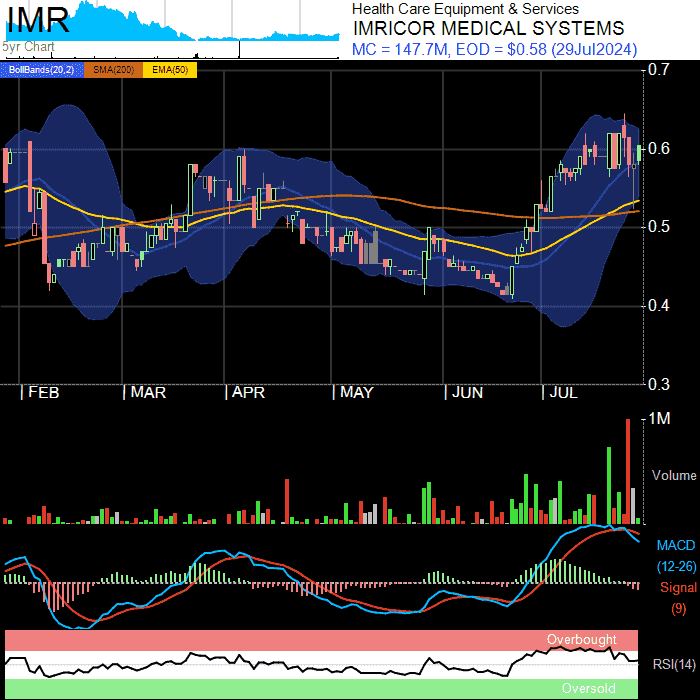 IMR
5yr Chart
Health Care Equipment & Services
IMRICOR MEDICAL SYSTEMS
MC = 147.7M, EOD = $0.58 (29Jul2024)
BollBands(20,2) SMA(200) EMA(50)
0.7
0.6
0.5
0.4
0.3
FEB MAR APR MAY JUN JUL
1M
Volume
MACD
(12-26)
Signal
(9)
Overbought
RSI(14)
Oversold